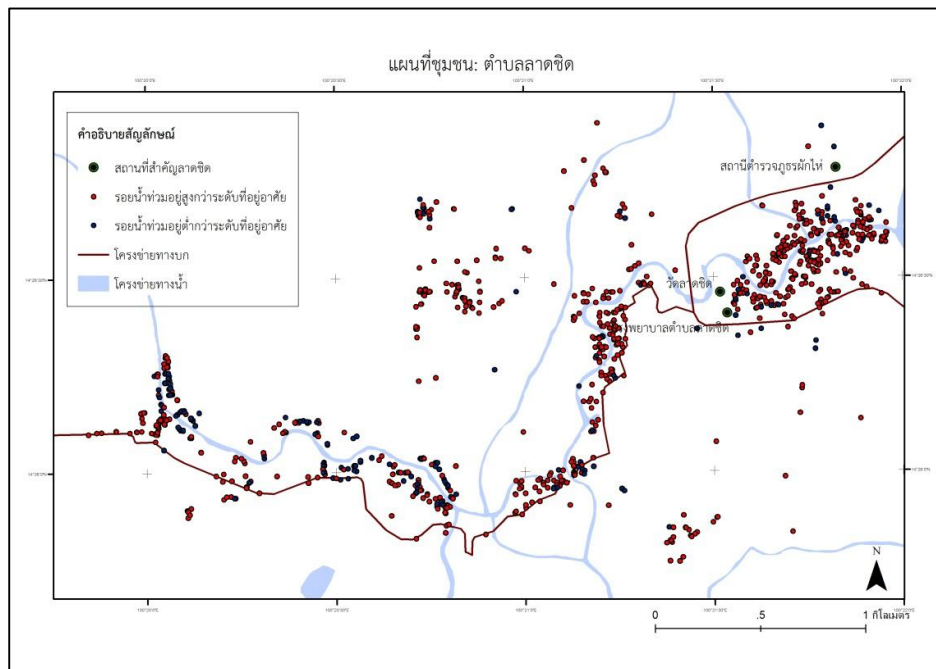 แผนที่ชุมชน: ตำบลลาดชิด
คำอธิบายสัญลักษณ์
สถานที่สำคัญลาดชิด
รอยน้ำท่วมอยู่สูงกว่าระดับที่อยู่อาศัย
รอยน้ำท่วมอยู่ต่ำกว่าระดับที่อยู่อาศัย
โครงข่ายทางบก
โครงข่ายทางน้ำ
สถานีตำรวจภูธรผักไห่
วัดลาดชิด
พยาบาลตำบลลาดชิด
N
0 .5 1 กิโลเมตร